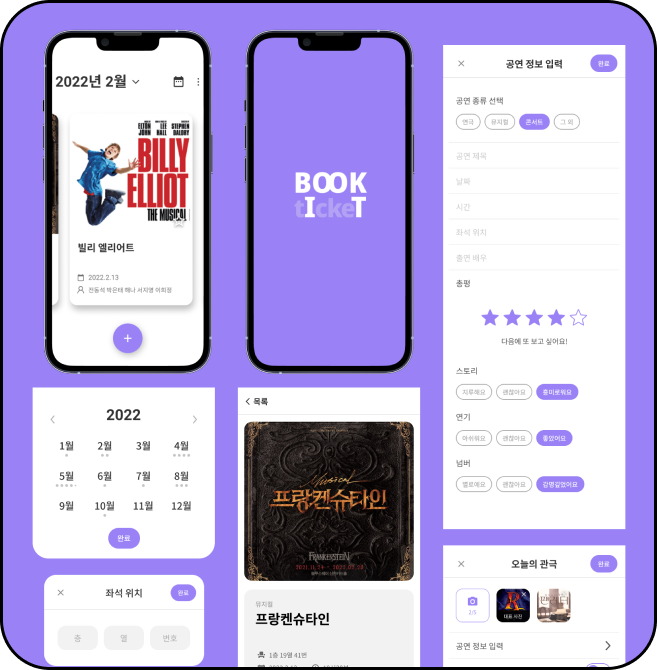 2022년 2월
ELTON JOHN
LEE HALL
STEPHEN DALDRY
BILLY
ELLIOT
THE MUSICAL
빌리 엘리어트
2022.2.13
전동석 박은태 해나 서지영 이희정
+
BOOK
tIckeT
공연 정보 입력
완료
공연 종류 선택
연극
뮤지컬
콘서트
그 외
공연 제목
날짜
시간
좌석 위치
출연 배우
총평
다음에 또 보고 싶어요!
스토리
지루해요
괜찮아요
흥미로워요
연기
아쉬워요
괜찮아요
좋았어요
넘버
별로예요
괜찮아요
감명깊었어요
2022
1월
2월
3월
4월
5월
6월
7월
8월
9월
10월
11월
12월
완료
좌석 위치
완료
층
열
번호
목록
Musical
프랑켄슈타인
FRANKENSTEIN
2021.11.24 - 2022.02.20
뮤지컬
프랑켄슈타인
1층 19열 41번
오늘의 관극
완료
2/5
대표 사진
공연 정보 입력